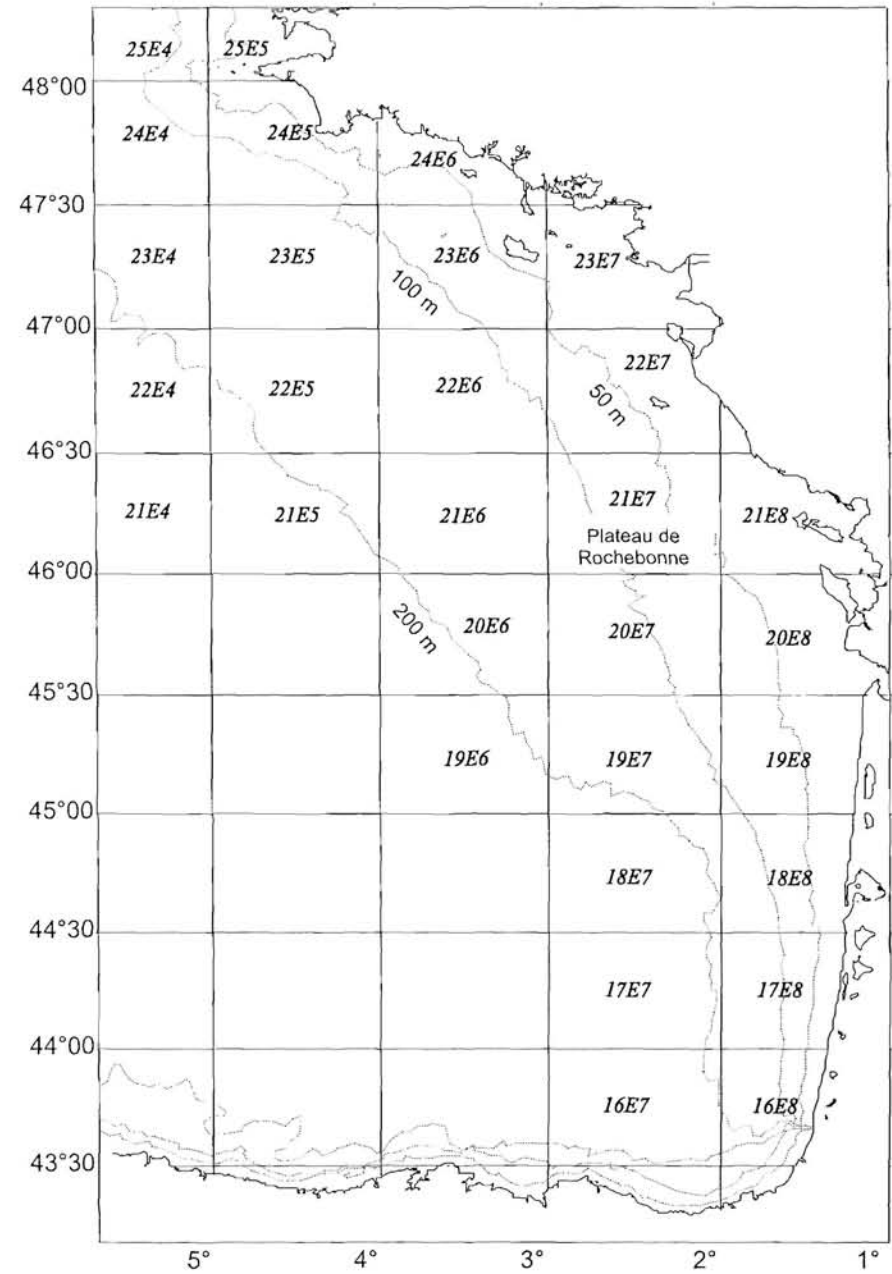 25E4 25E5
48°00
24E4 24E5
24E6
47°30
23E4 23E5 23E6 23E7
100 m
47°00
22E7
22E4 22E5 22E6
50 m
46°30
21E7
21E4 21E5 21E6 21E8
Plateau de
Rochebonne
46°00
200 m
20E6 20E7 20E8
45°30
19E6 19E7 19E8
45°00
18E7 18E8
44°30
17E7 17E8
44°00
16E7 16E8
43°30
5° 4° 3° 2° 1°